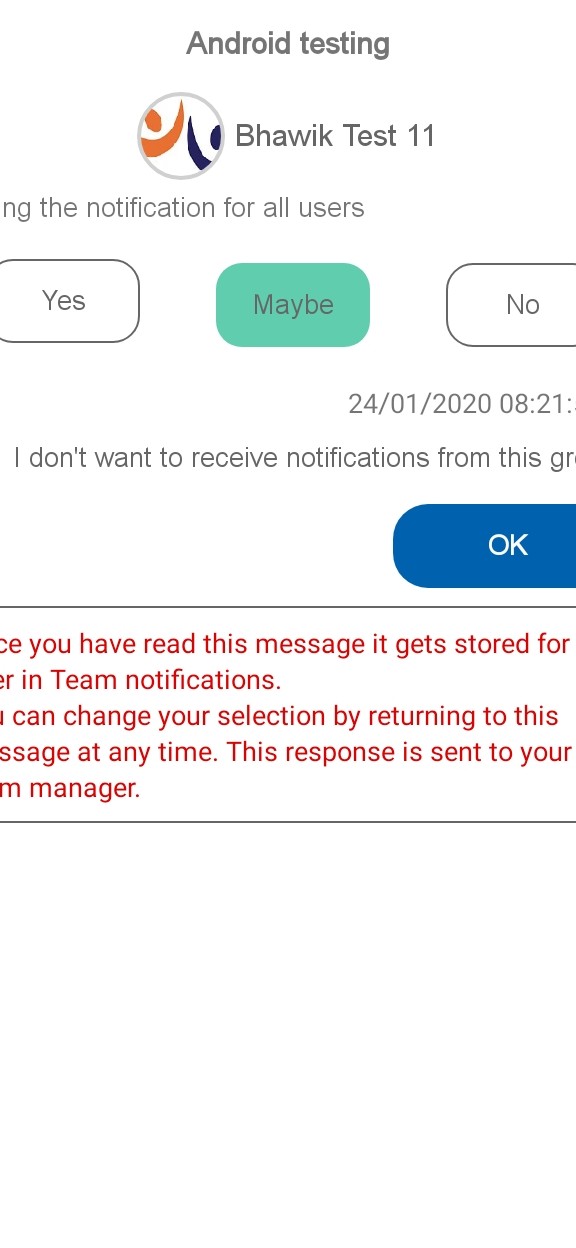 Android testing
Bhawik Test 11
ng the notification for all users
Yes
Maybe
No
24/01/2020 08:21:
I don't want to receive notifications from this gr
OK
ce you have read this message it gets stored for
er in Team notifications.
u can change your selection by returning to this
ssage at any time. This response is sent to your
m manager.